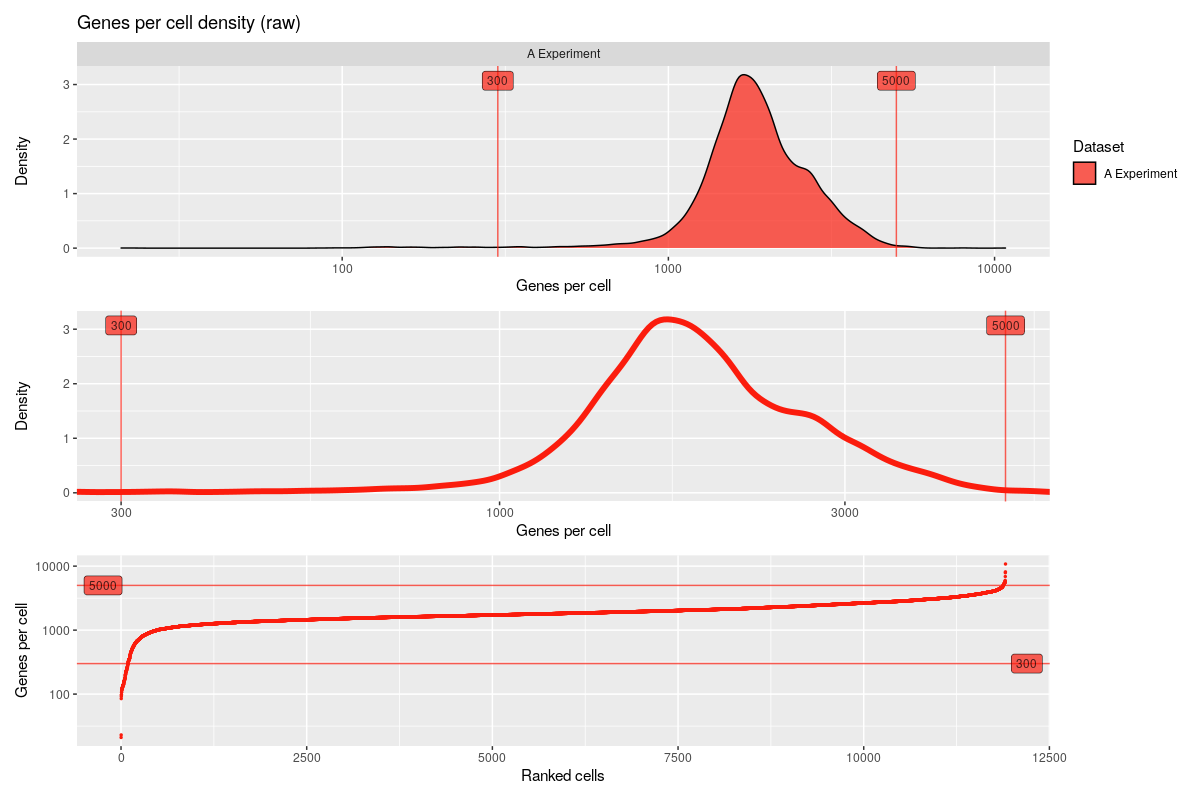 Genes per cell density (raw)
A Experiment
300 5000
3
2
1
0
Density
100 1000 10000
Genes per cell
Dataset
A Experiment
300 5000
3
2
1
0
Density
300 1000 3000
Genes per cell
10000
1000
100
5000
300
Genes per cell
0 2500 5000 7500 10000 12500
Ranked cells